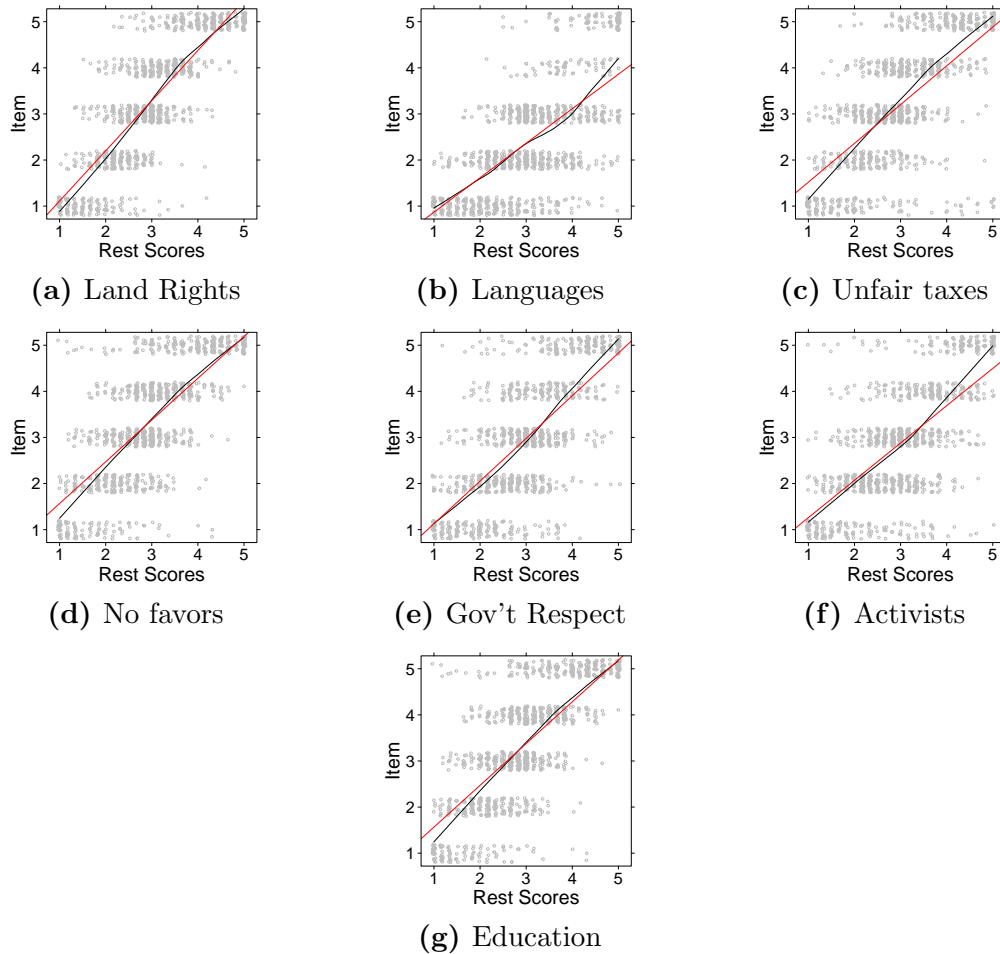 5
4
3
2
1
Item
1 2 3 4 5
Rest Scores
(a) Land Rights
5
4
3
2
1
Item
1 2 3 4 5
Rest Scores
(b) Languages
5
4
3
2
1
Item
1 2 3 4 5
Rest Scores
(c) Unfair taxes
5
4
3
2
1
Item
1 2 3 4 5
Rest Scores
(d) No favors
5
4
3
2
1
Item
1 2 3 4 5
Rest Scores
(e) Gov't Respect
5
4
3
2
1
Item
1 2 3 4 5
Rest Scores
(f) Activists
5
4
3
2
1
Item
1 2 3 4 5
Rest Scores
(g) Education